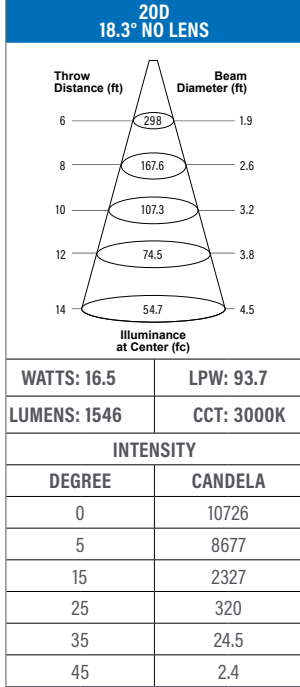 20D
18.3° NO LENS
Throw Distance (ft)
Beam Diameter (ft)
6 298 1.9
8 167.6 2.6
10 107.3 3.2
12 74.5 3.8
14 54.7 4.5
Illuminance
at Center (fc)
WATTS: 16.5 LPW: 93.7
LUMENS: 1546 CCT: 3000K
INTENSITY
DEGREE CANDELA
0 10726
5 8677
15 2327
25 320
35 24.5
45 2.4